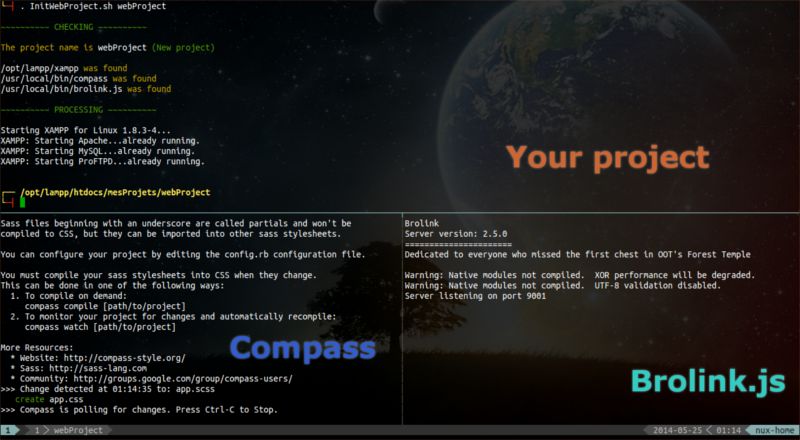 . InitWebProject.sh webProject
~~~~~~~~~~ CHECKING ~~~~~~~~~~
The project name is webProject (New project)
/opt/lampp/xampp was found
/usr/local/bin/compass was found
/usr/local/bin/brolink.js was found
~~~~~~~~~~ PROCESSING ~~~~~~~~~~
Starting XAMPP for Linux 1.8.3-4...
XAMPP: Starting Apache...already running.
XAMPP: Starting MySQL...already running.
XAMPP: Starting ProFTPD...already running.
Your project
/opt/lampp/htdocs/mesProjets/webProject
Sass files beginning with an underscore are called partials and won't be
compiled to CSS, but they can be imported into other sass stylesheets.
You can configure your project by editing the config.rb configuration file.
You must compile your sass stylesheets into CSS when they change.
This can be done in one of the following ways:
1. To compile on demand:
compass compile [path/to/project]
2. To monitor your project for changes and automatically recompile:
compass watch [path/to/project]
More Resources:
* Website: http://compass-style.org/
* Sass: http://sass-lang.com
* Community: http://groups.google.com/group/compass-users/
>>> Change detected at 01:14:35 to: app.scss
create app.css
>>> Compass is polling for changes. Press Ctrl-C to Stop.
Compass
Brolink
Server version: 2.5.0
======================
Dedicated to everyone who missed the first chest in OOT's Forest Temple
Warning: Native modules not compiled.  XOR performance will be degraded.
Warning: Native modules not compiled.  UTF-8 validation disabled.
Server listening on port 9001
Brolink.js
1 1 webProject 2014-05-25 01:14 nux-home